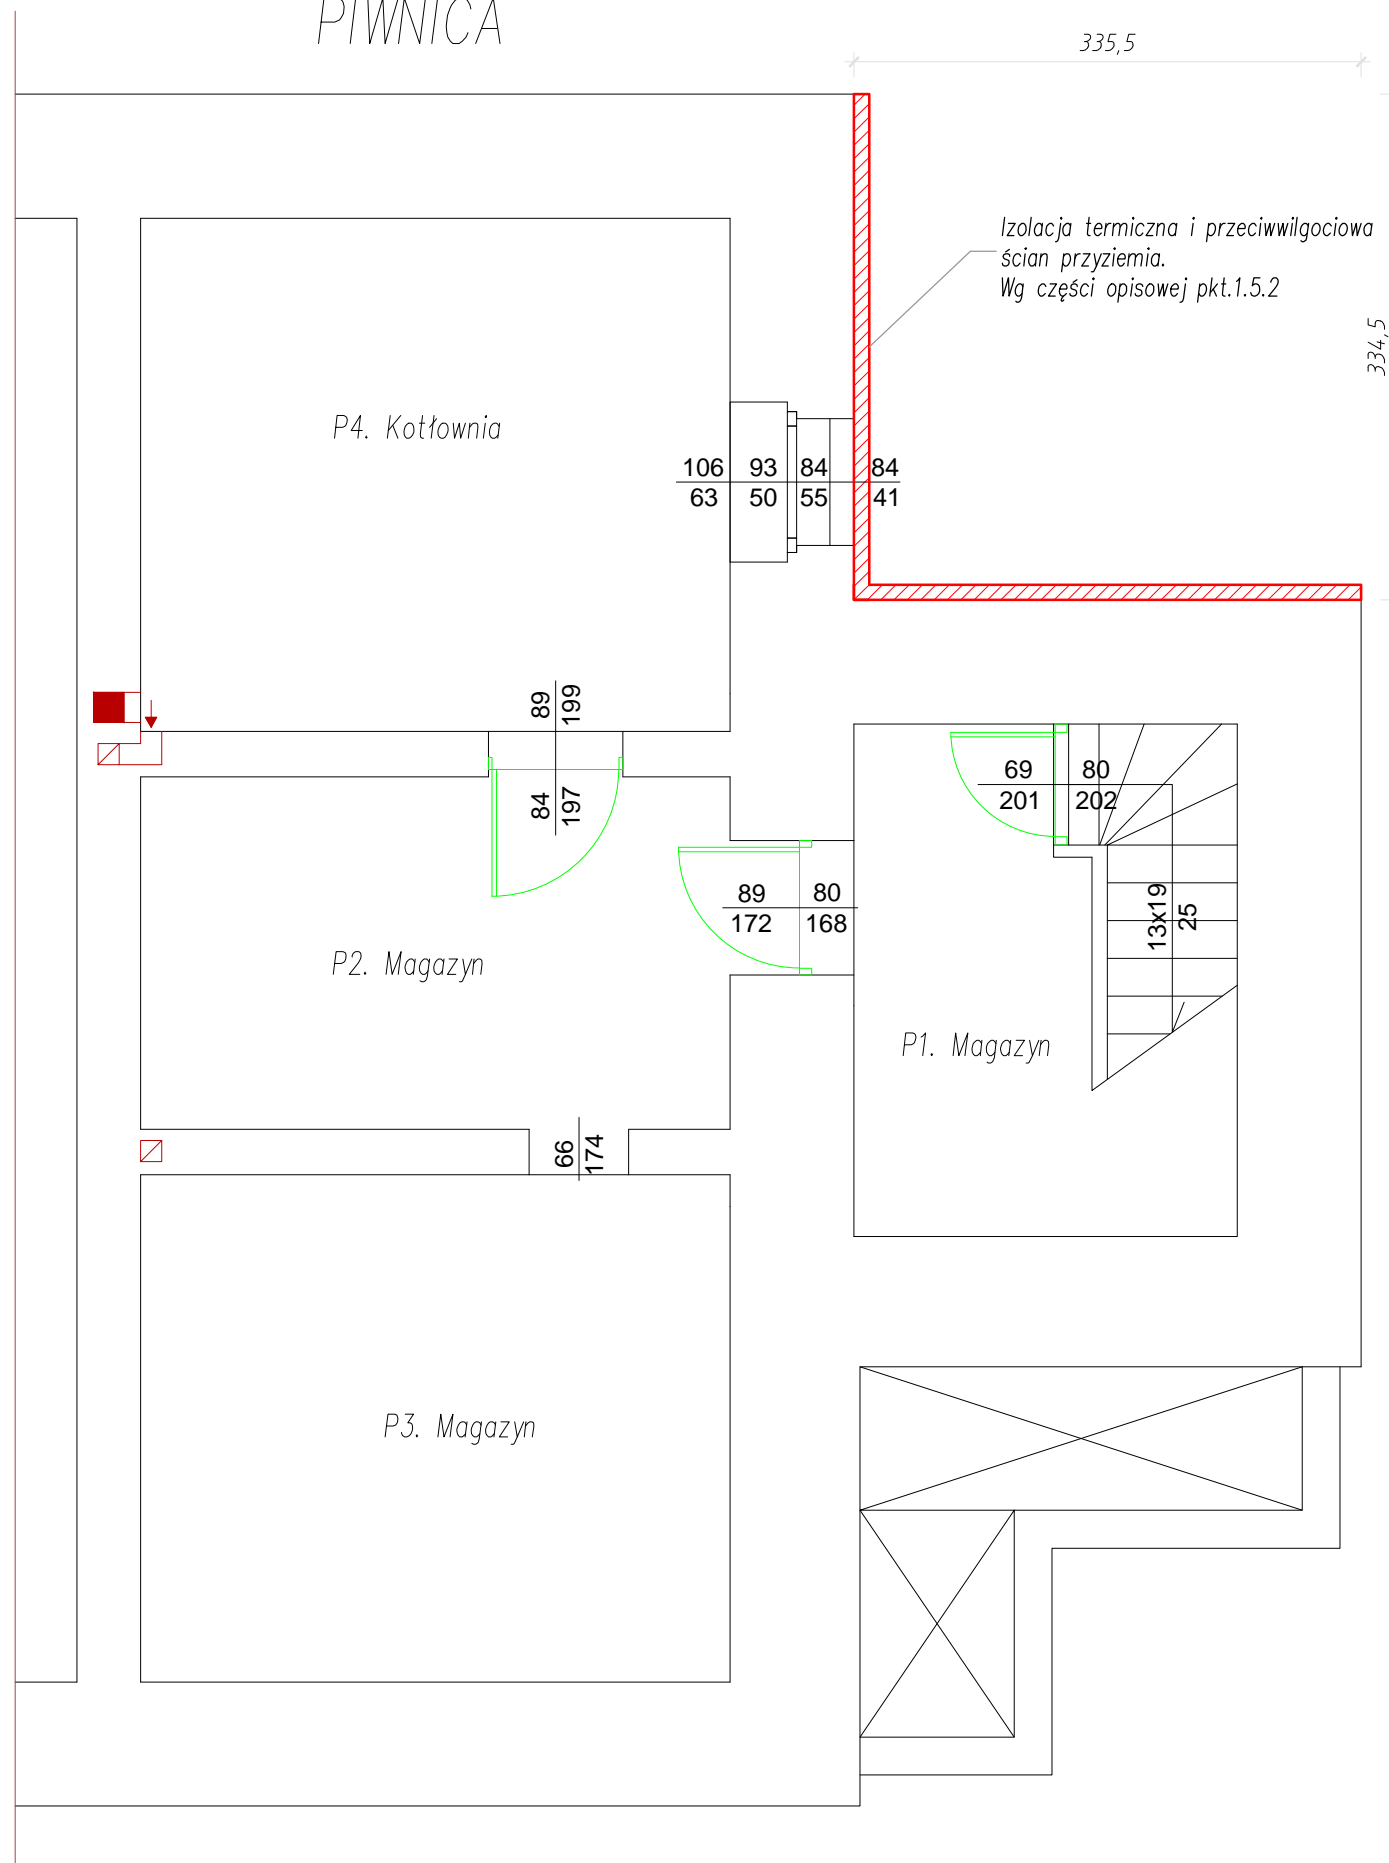 PIWNICA
335,5
Izolacja termiczna i przeciwwilgociowa
ścian przyziemia.
Wg części opisowej pkt.1.5.2
334,5
P4. Kotłownia
106 93 84 84
63 50 55 41
89
199
84
197
69 80
201 202
89 80
172 168
13x19
25
P2. Magazyn
P1. Magazyn
66
174
P3. Magazyn